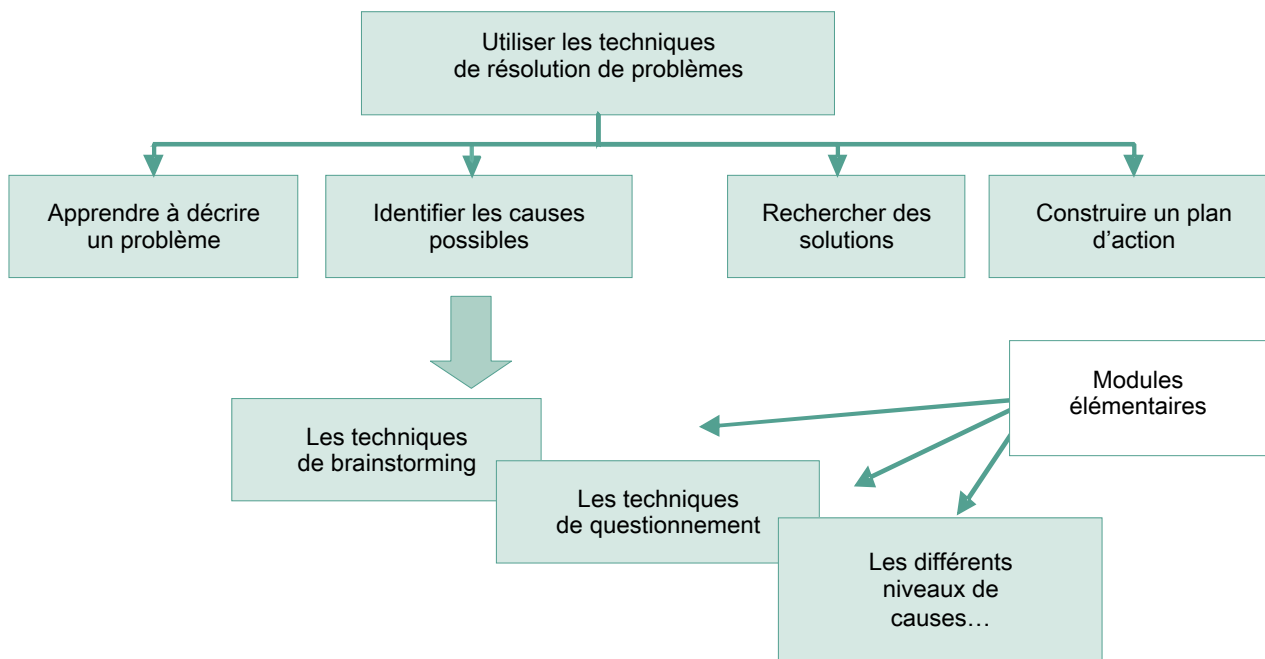 Utiliser les techniques
de résolution de problèmes
Apprendre à décrire
un problème
Identifier les causes
possibles
Rechercher des
solutions
Construire un plan
d’action
Modules
élémentaires
Les techniques
de brainstorming
Les techniques
de questionnement
Les différents
niveaux de
causes…